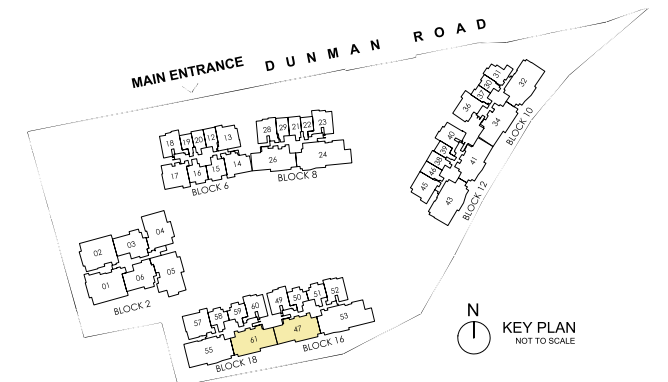 DUNMAN ROAD
MAIN ENTRANCE
18 19 20 12 13
17 16 15 14
BLOCK 6
28 29 21 22 23
26 24
BLOCK 8
36 37 30 31 32
34
BLOCK 10
40 39 38 46 45
41
43
BLOCK 12
02 03 04
01 06 05
BLOCK 2
57 58 59 60
55 61
BLOCK 18
49 50 51 52
47 53
BLOCK 16
N
KEY PLAN
NOT TO SCALE